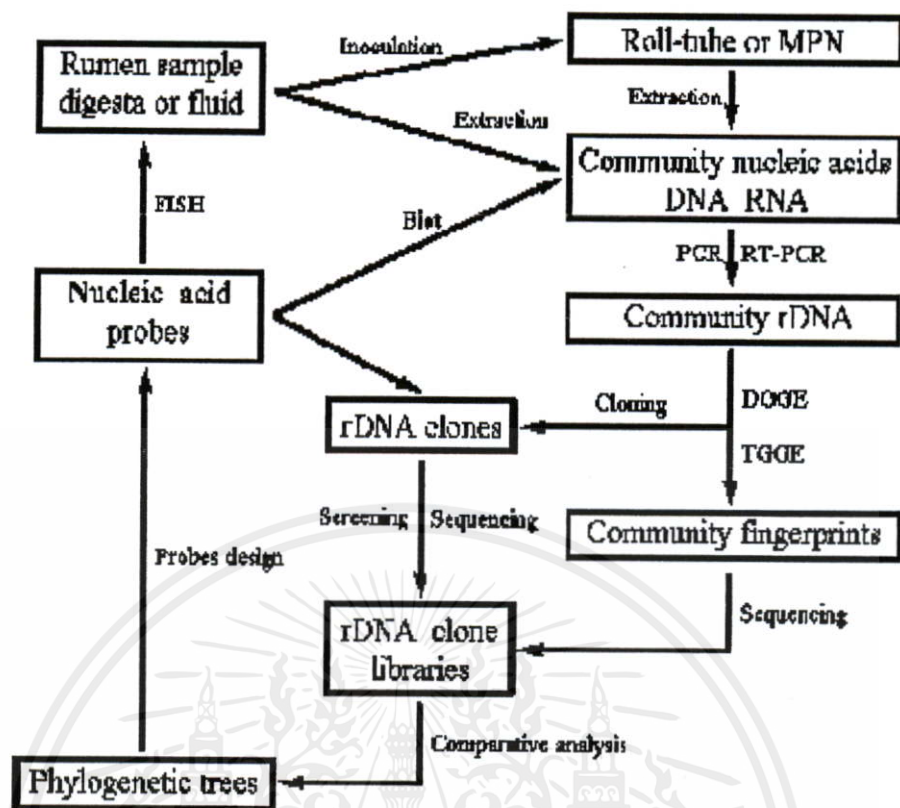 Inoculation
Roll-tube or MPN
Rumen sample
digesta or fluid
Extraction
Extraction
Community nucleic acids
DNA RNA
FISH
Blot
PCR RT-PCR
Nucleic acid
probes
Community rDNA
Cloning
DGGE
rDNA clones
TGGE
Screening Sequencing
Community fingerprints
Probes design
Sequencing
rDNA clone
libraries
Comparative analysis
Phylogenetic trees